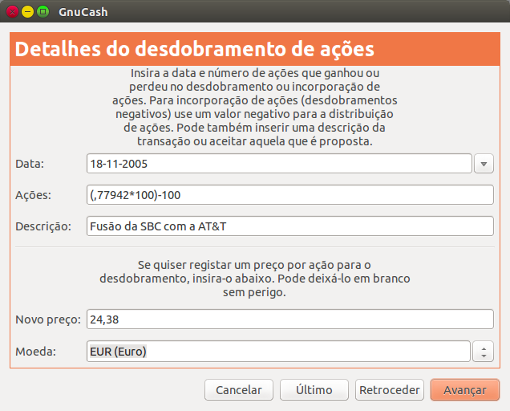 GnuCash
Detalhes do desdobramento de ações
Insira a data e número de ações que ganhou ou
perdeu no desdobramento ou incorporação de
ações. Para incorporação de ações (desdobramentos
negativos) use um valor negativo para a distribuição
de ações. Pode também inserir uma descrição da
transação ou aceitar aquela que é proposta.
Data: 18-11-2005
Ações: (,77942*100)-100
Descrição: Fusão da SBC com a AT&T
Se quiser registar um preço por ação para o
desdobramento, insira-o abaixo. Pode deixá-lo em branco
sem perigo.
Novo preço: 24,38
Moeda: EUR (Euro)
Cancelar Último Retroceder Avançar